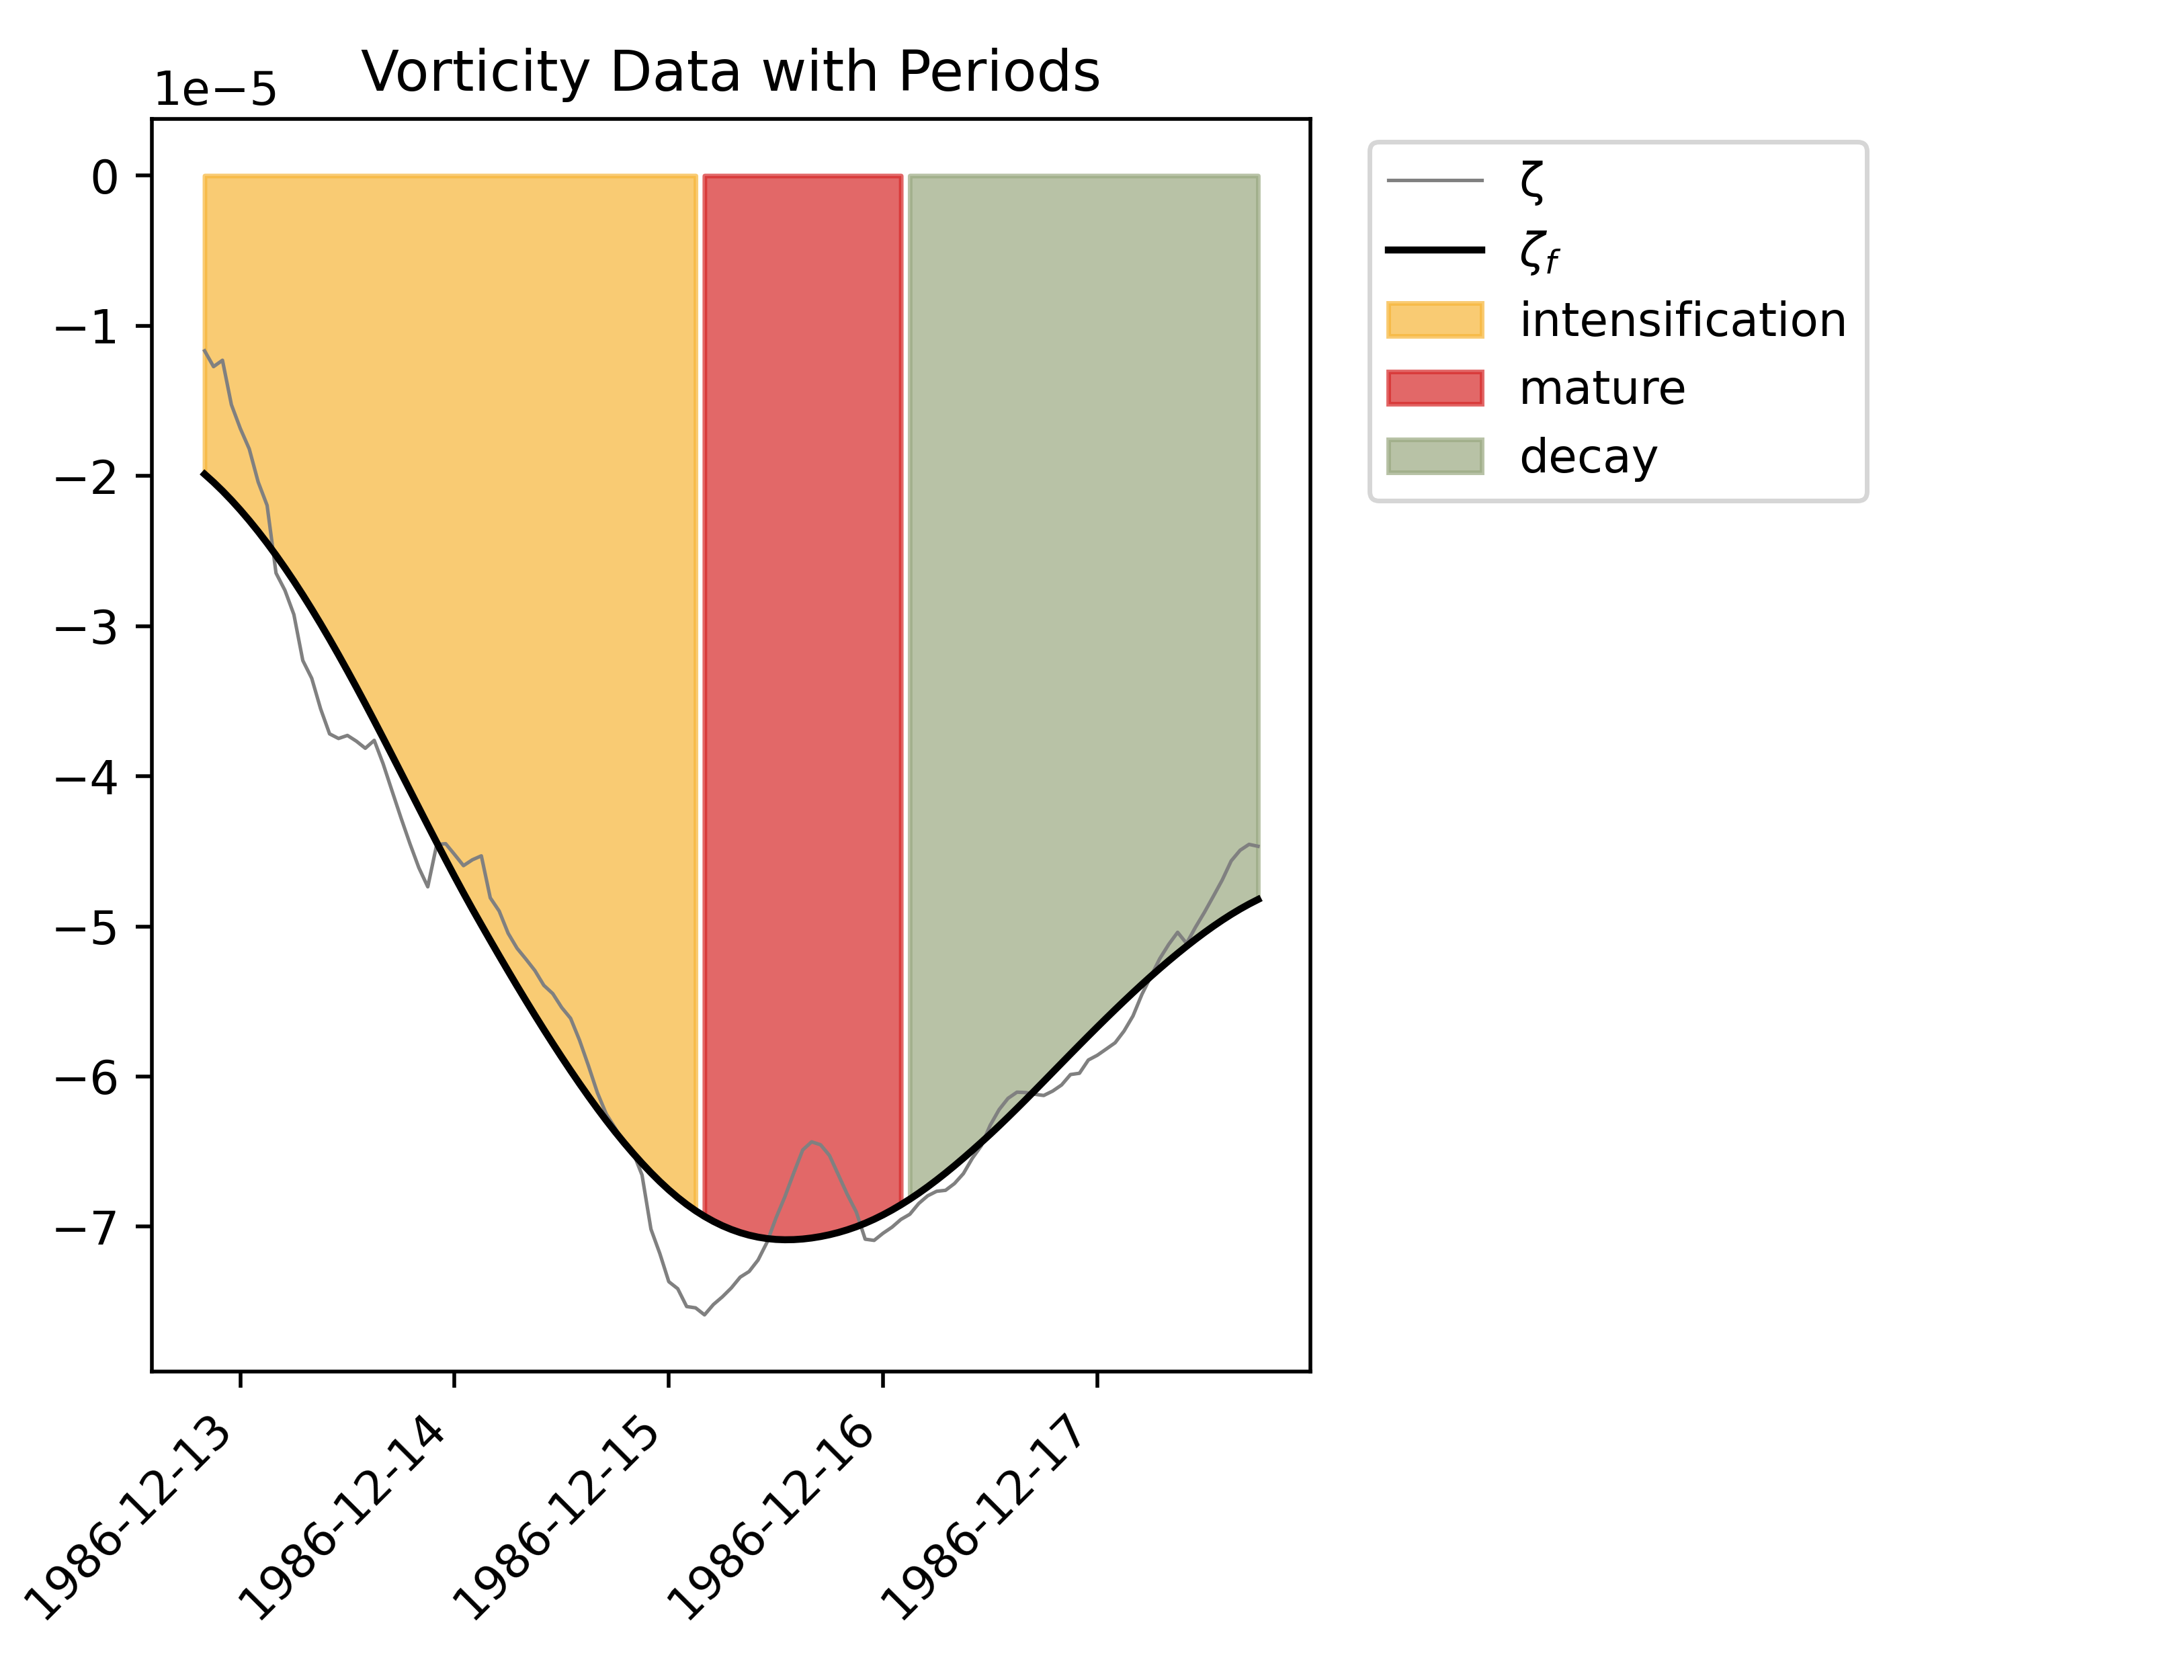 Vorticity Data with Periods
1e−5
0
−1
−2
−3
−4
−5
−6
−7
1986-12-13
1986-12-14
1986-12-15
1986-12-16
1986-12-17
ζ
ζf
intensification
mature
decay